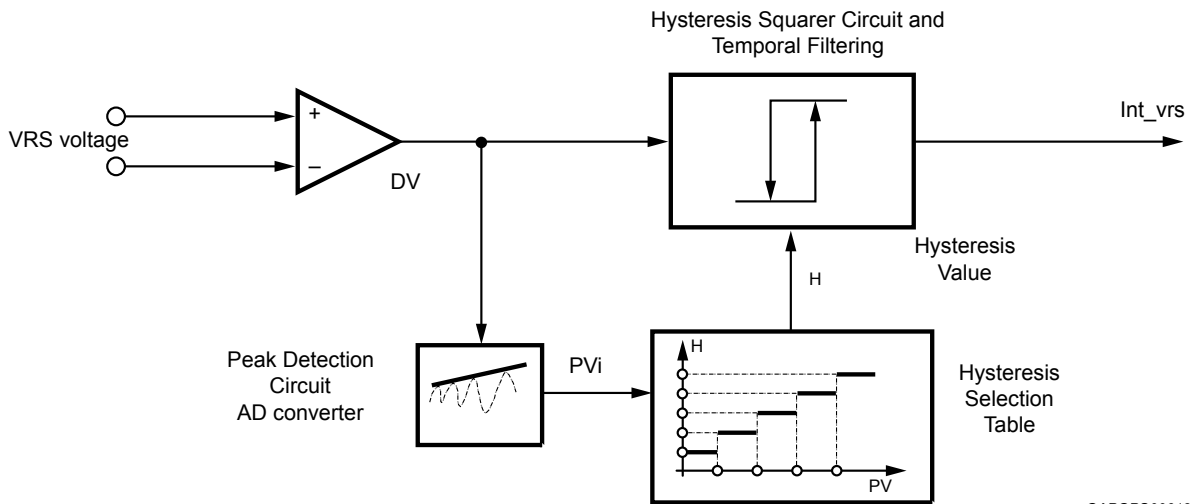 Hysteresis Squarer Circuit and
Temporal Filtering
VRS voltage
+
–
DV
Int_vrs
Hysteresis
Value
H
Peak Detection
Circuit
AD converter
PVi
H
PV
Hysteresis
Selection
Table